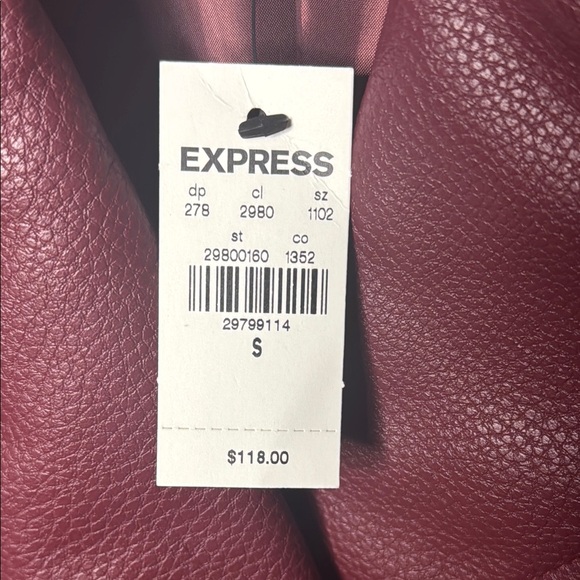 EXPRESS
dp cl sz
278 2980 1102
st co
29800160 1352
29799114
S
$118.00